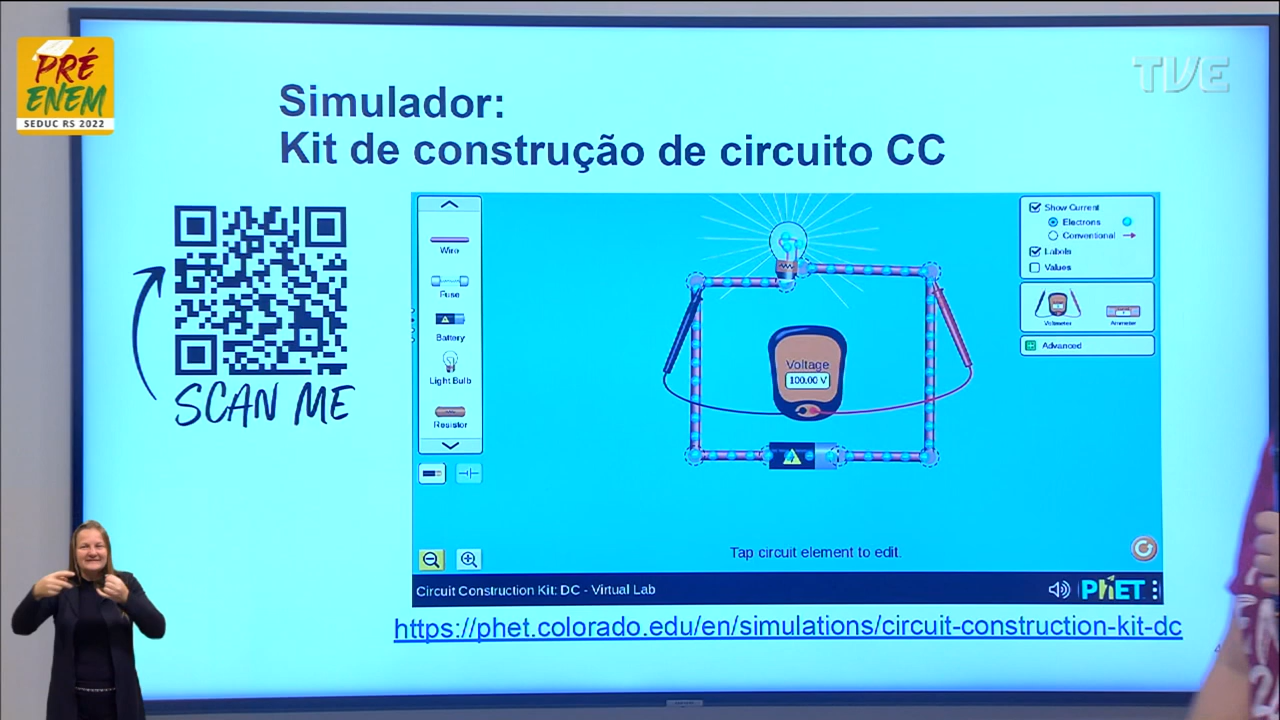 PRÉ
ENEM
SEDUC RS 2022
TVE
Simulador:
Kit de construção de circuito CC
SCAN ME
Wire
Fuse
Battery
Light Bulb
Resistor
Voltage
100.00 V
Show Current
Electrons
Conventional
Labels
Values
Voltmeter
Ammeter
Advanced
Tap circuit element to edit.
Circuit Construction Kit: DC - Virtual Lab
PhET
https://phet.colorado.edu/en/simulations/circuit-construction-kit-dc